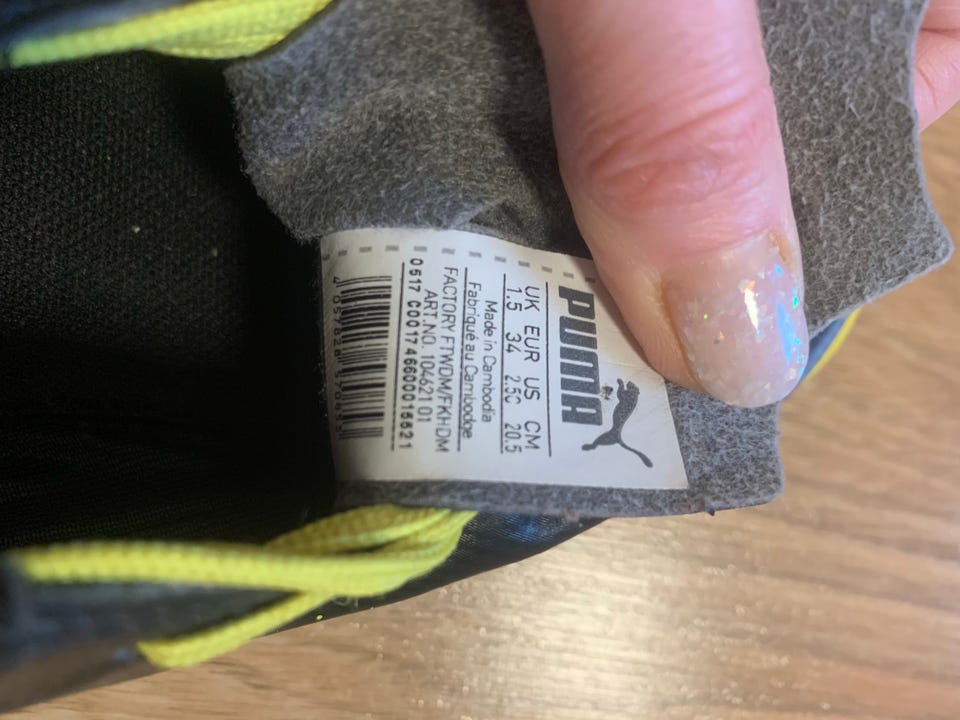 PUMA
UK EUR US CM
1.5 34 2.5C 20.5
Made in Cambodia
Fabriqué au Cambodge
FACTORY FTWDM/FKHDM
ART.NO. 104621 01
0517 C0017466000016621